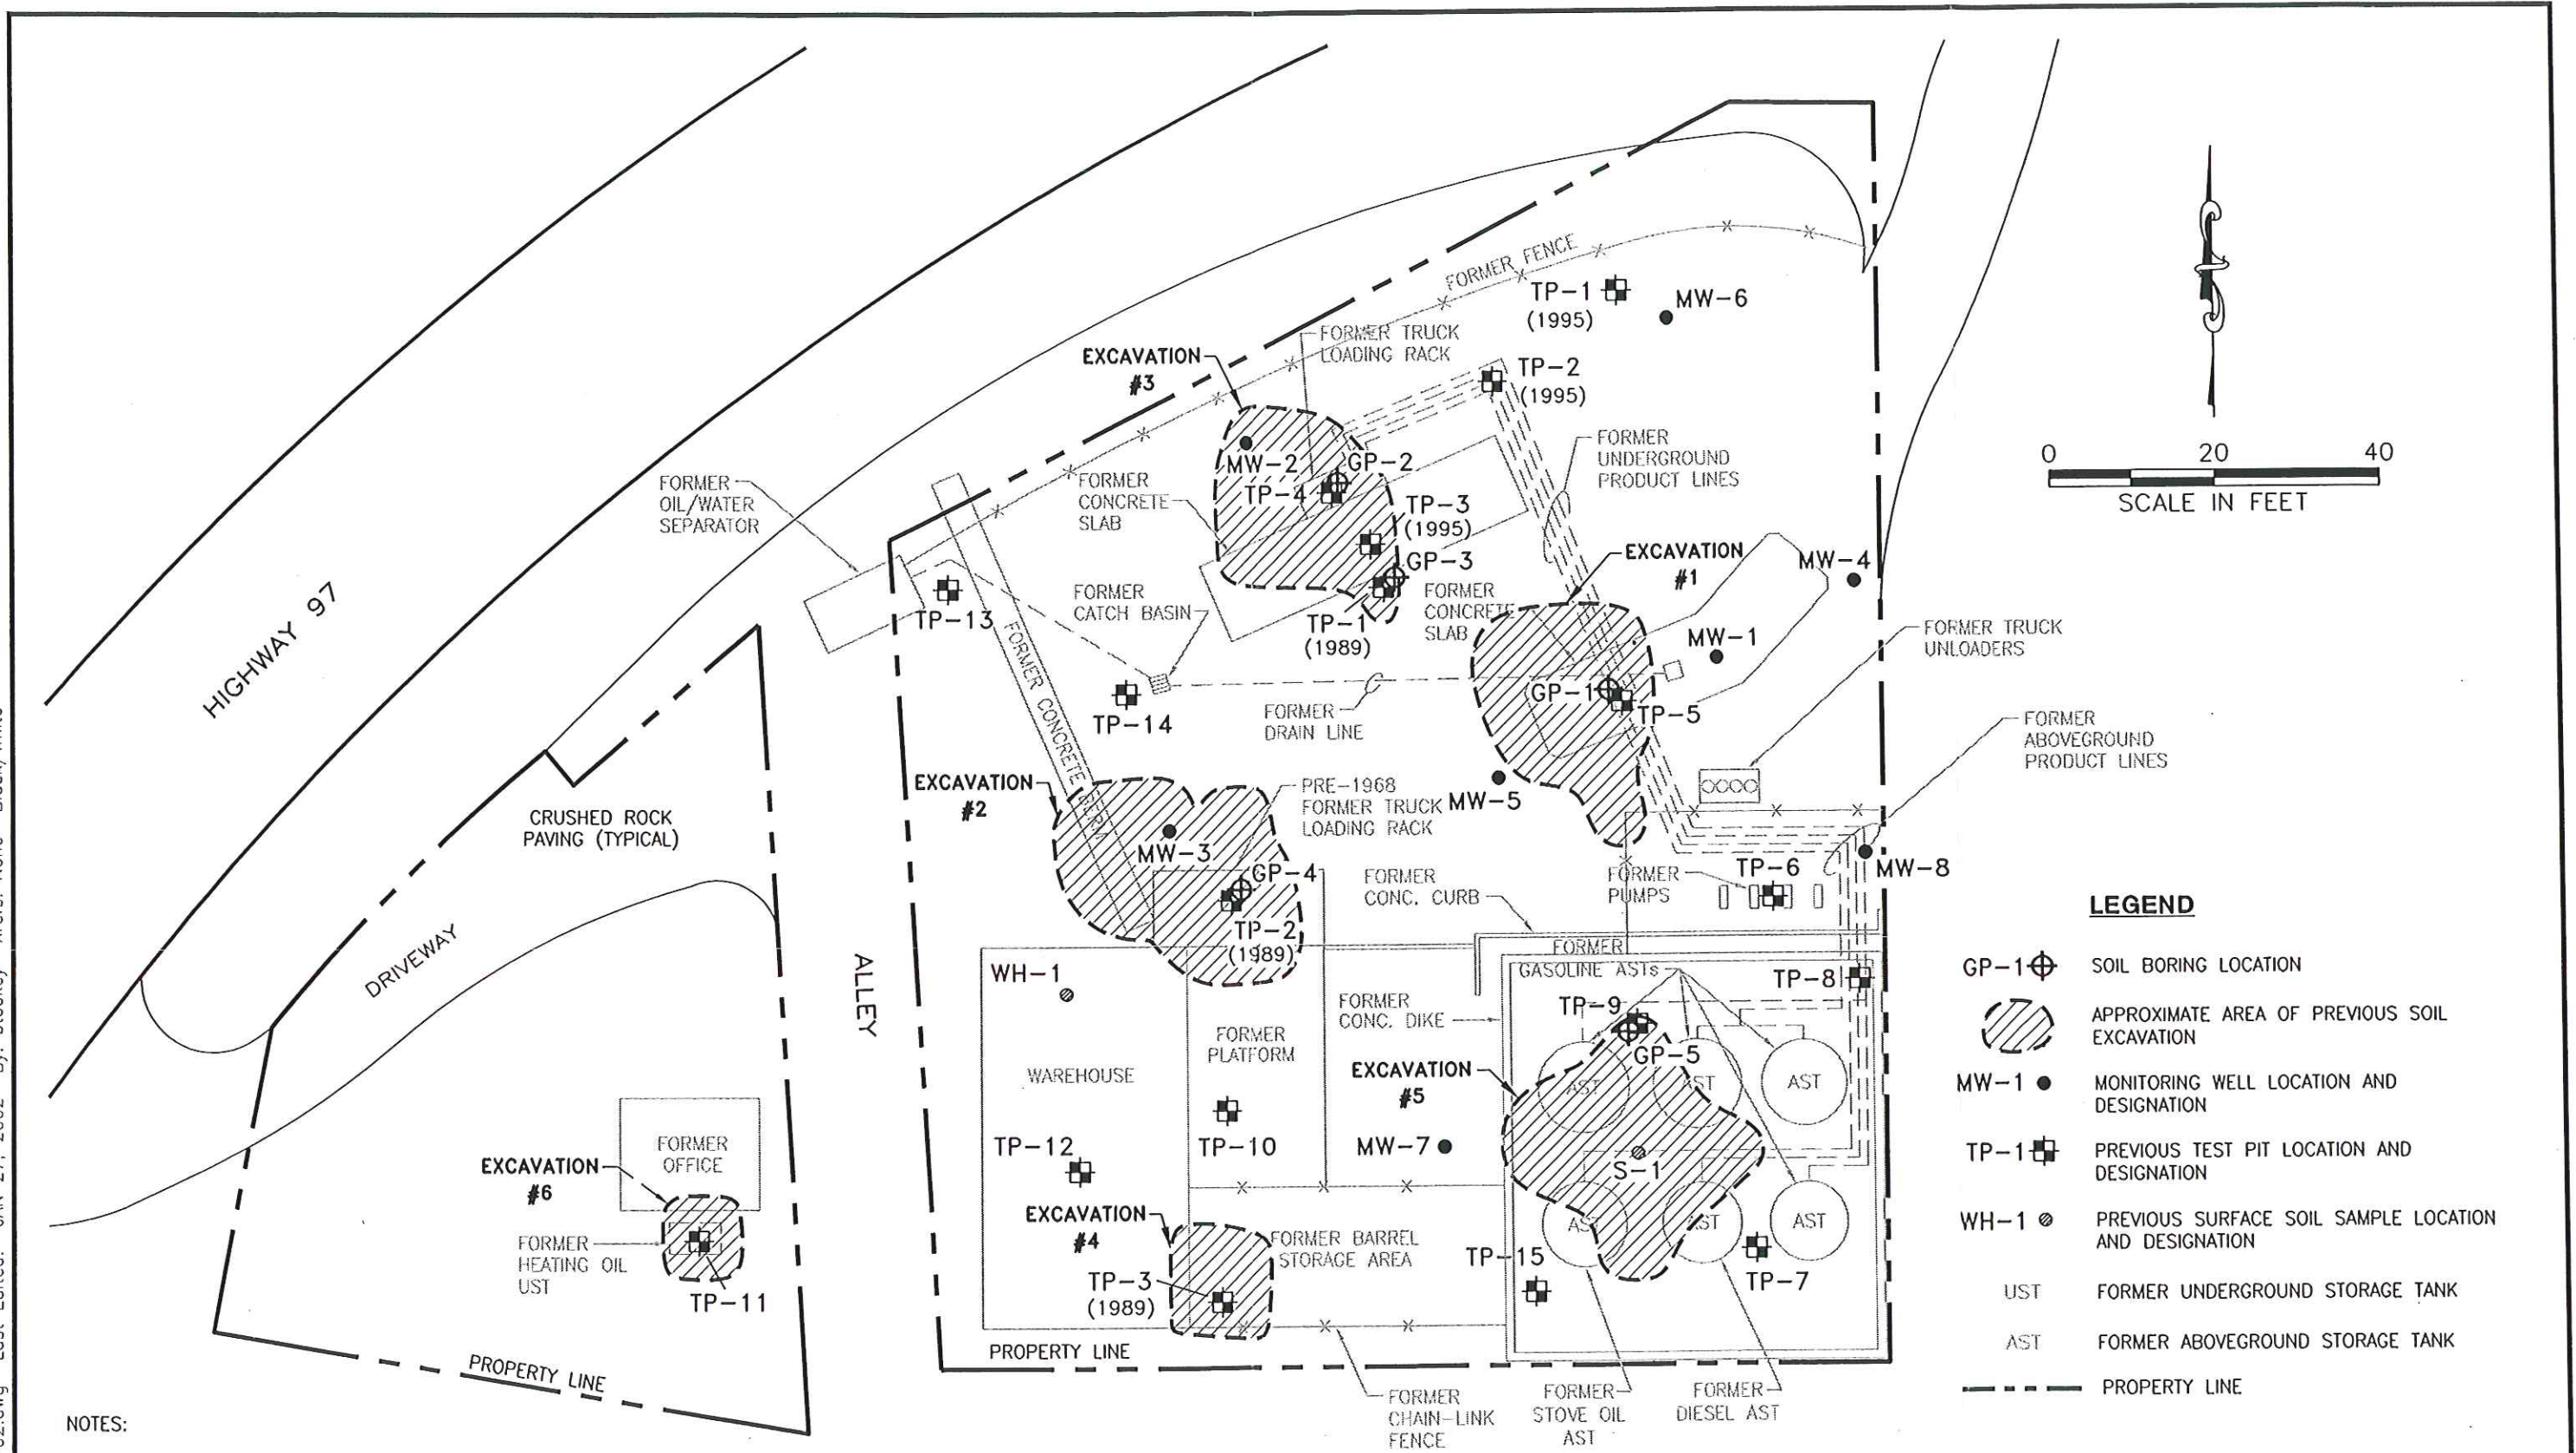 FORMER FENCE
TP-1
(1995)
MW-6
FORMER TRUCK
LOADING RACK
EXCAVATION
#3
TP-2
(1995)
0 20 40
SCALE IN FEET
FORMER
UNDERGROUND
PRODUCT LINES
MW-2
GP-2
TP-4
FORMER
OIL/WATER
SEPARATOR
FORMER
CONCRETE
SLAB
TP-3
(1995)
GP-3
EXCAVATION
#1
MW-4
HIGHWAY 97
FORMER
CATCH BASIN
FORMER
CONCRETE
SLAB
TP-13
TP-1
(1989)
MW-1
FORMER TRUCK
UNLOADERS
FORMER CONCRETE BERM
GP-1
TP-5
TP-14
FORMER
DRAIN LINE
FORMER
ABOVEGROUND
PRODUCT LINES
EXCAVATION
#2
PRE-1968
FORMER TRUCK
LOADING RACK
MW-5
CRUSHED ROCK
PAVING (TYPICAL)
MW-3
GP-4
TP-2
(1989)
FORMER
CONC. CURB
FORMER
PUMPS
TP-6
MW-8
DRIVEWAY
ALLEY
WH-1
FORMER
GASOLINE ASTs
TP-8
TP-9
GP-5
FORMER
CONC. DIKE
FORMER
PLATFORM
WAREHOUSE
EXCAVATION
#5
AST
AST
AST
FORMER
OFFICE
EXCAVATION
#6
TP-12
TP-10
MW-7
S-1
EXCAVATION
#4
FORMER BARREL
STORAGE AREA
AST
AST
AST
FORMER
HEATING OIL
UST
TP-11
TP-3
(1989)
TP-15
TP-7
PROPERTY LINE
PROPERTY LINE
FORMER
CHAIN-LINK
FENCE
FORMER
STOVE OIL
AST
FORMER
DIESEL AST
NOTES:
LEGEND
GP-1 SOIL BORING LOCATION
APPROXIMATE AREA OF PREVIOUS SOIL
EXCAVATION
MW-1 MONITORING WELL LOCATION AND
DESIGNATION
TP-1 PREVIOUS TEST PIT LOCATION AND
DESIGNATION
WH-1 PREVIOUS SURFACE SOIL SAMPLE LOCATION
AND DESIGNATION
UST FORMER UNDERGROUND STORAGE TANK
AST FORMER ABOVEGROUND STORAGE TANK
PROPERTY LINE